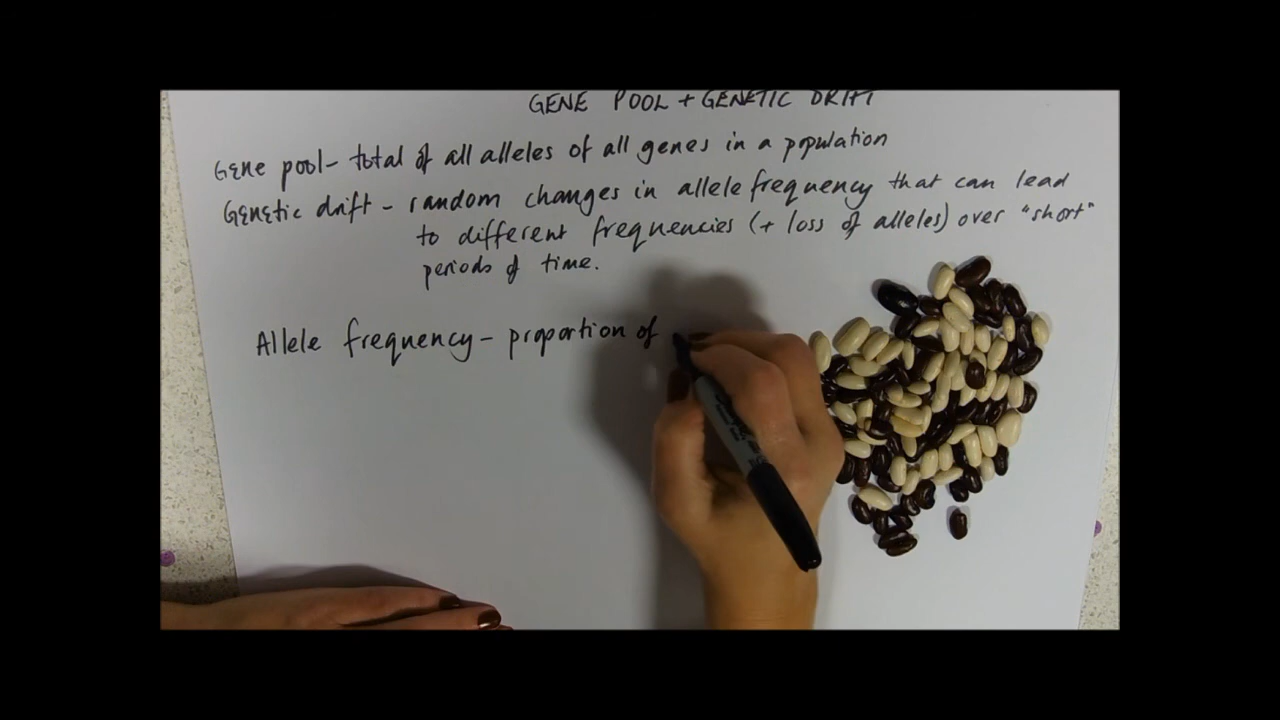 GENE POOL + GENETIC DRIFT
Gene pool - total of all alleles of all genes in a population
Genetic drift - random changes in allele frequency that can lead
to different frequencies (+ loss of alleles) over "short"
periods of time.
Allele frequency - proportion of